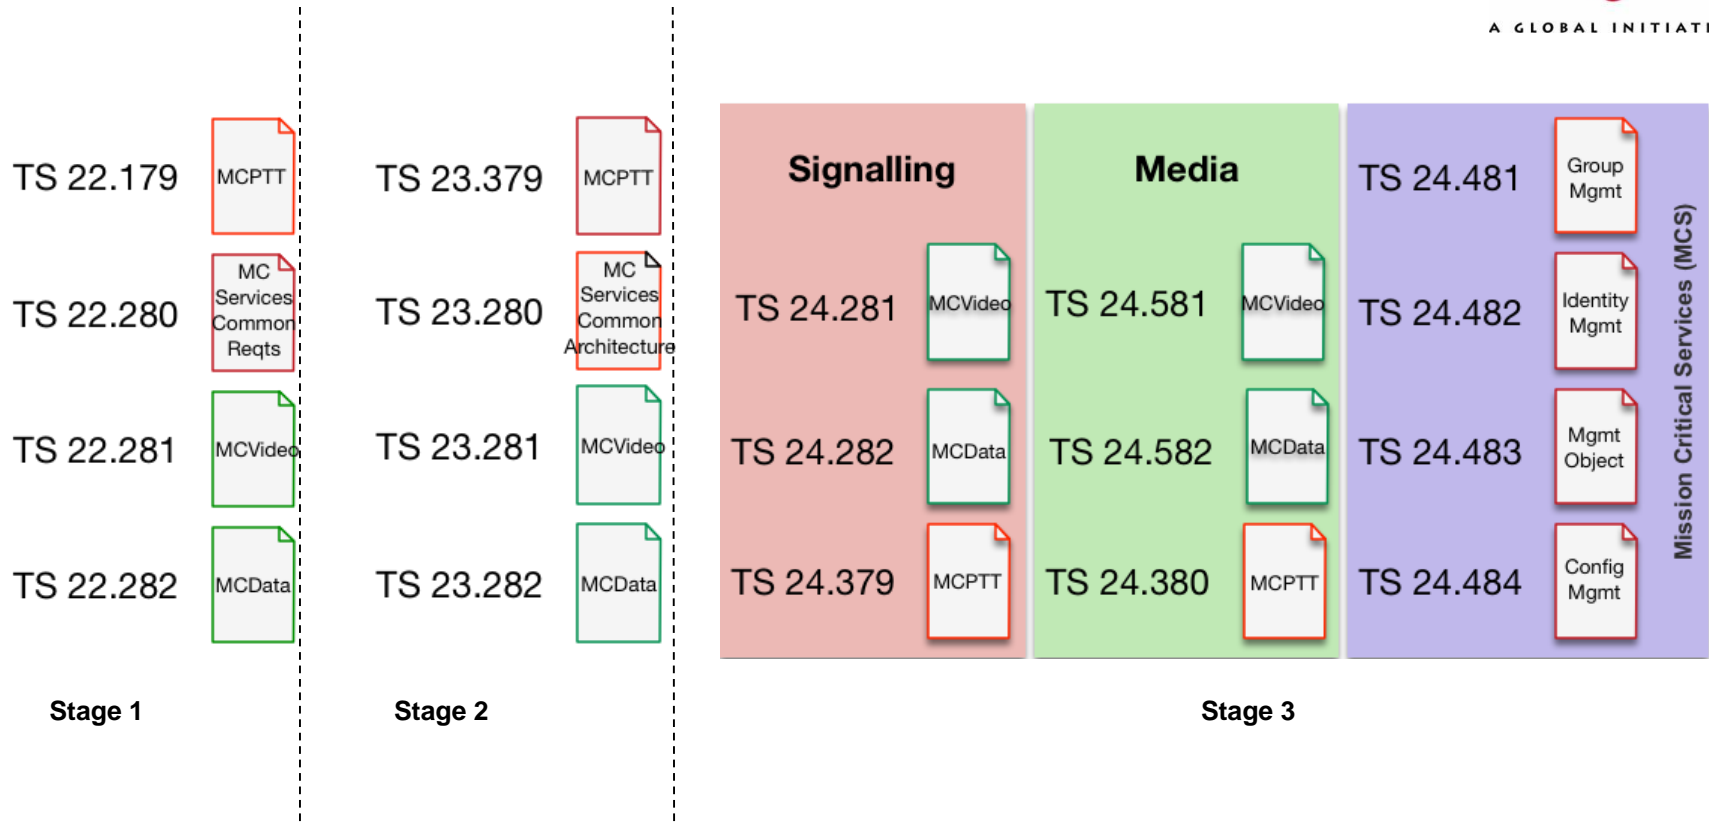 A GLOBAL INITIATI
TS 22.179
MCPTT
TS 22.280
MC
Services
Common
Reqts
TS 22.281
MCVideo
TS 22.282
MCData
Stage 1
TS 23.379
MCPTT
TS 23.280
MC
Services
Common
Architecture
TS 23.281
MCVideo
TS 23.282
MCData
Stage 2
Signalling
TS 24.281
MCVideo
TS 24.282
MCData
TS 24.379
MCPTT
Media
TS 24.581
MCVideo
TS 24.582
MCData
TS 24.380
MCPTT
TS 24.481
Group
Mgmt
TS 24.482
Identity
Mgmt
TS 24.483
Mgmt
Object
TS 24.484
Config
Mgmt
Mission Critical Services (MCS)
Stage 3